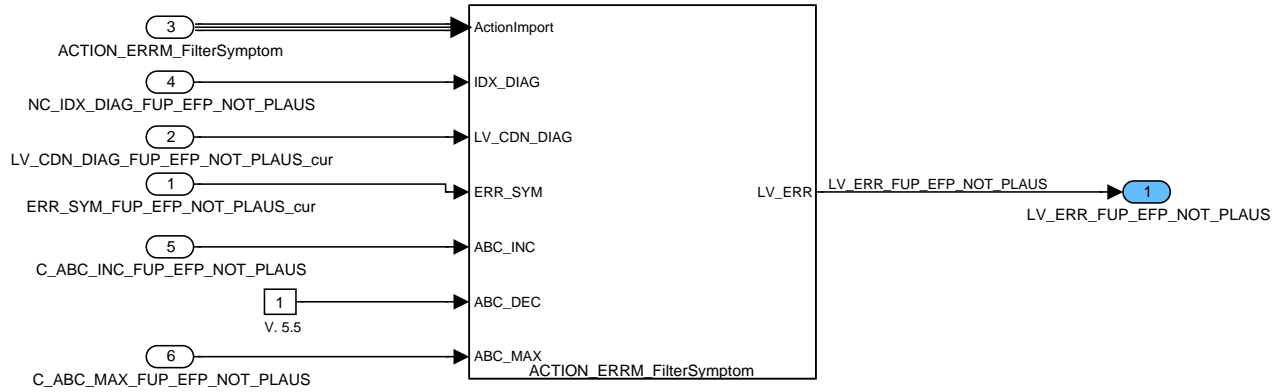 3
ActionImport
ACTION_ERRM_FilterSymptom
4
IDX_DIAG
NC_IDX_DIAG_FUP_EFP_NOT_PLAUS
2
LV_CDN_DIAG
LV_CDN_DIAG_FUP_EFP_NOT_PLAUS_cur
1
ERR_SYM
LV_ERR
LV_ERR_FUP_EFP_NOT_PLAUS
1
ERR_SYM_FUP_EFP_NOT_PLAUS_cur
LV_ERR_FUP_EFP_NOT_PLAUS
5
ABC_INC
C_ABC_INC_FUP_EFP_NOT_PLAUS
1
ABC_DEC
V. 5.5
6
ABC_MAX
ACTION_ERRM_FilterSymptom
C_ABC_MAX_FUP_EFP_NOT_PLAUS